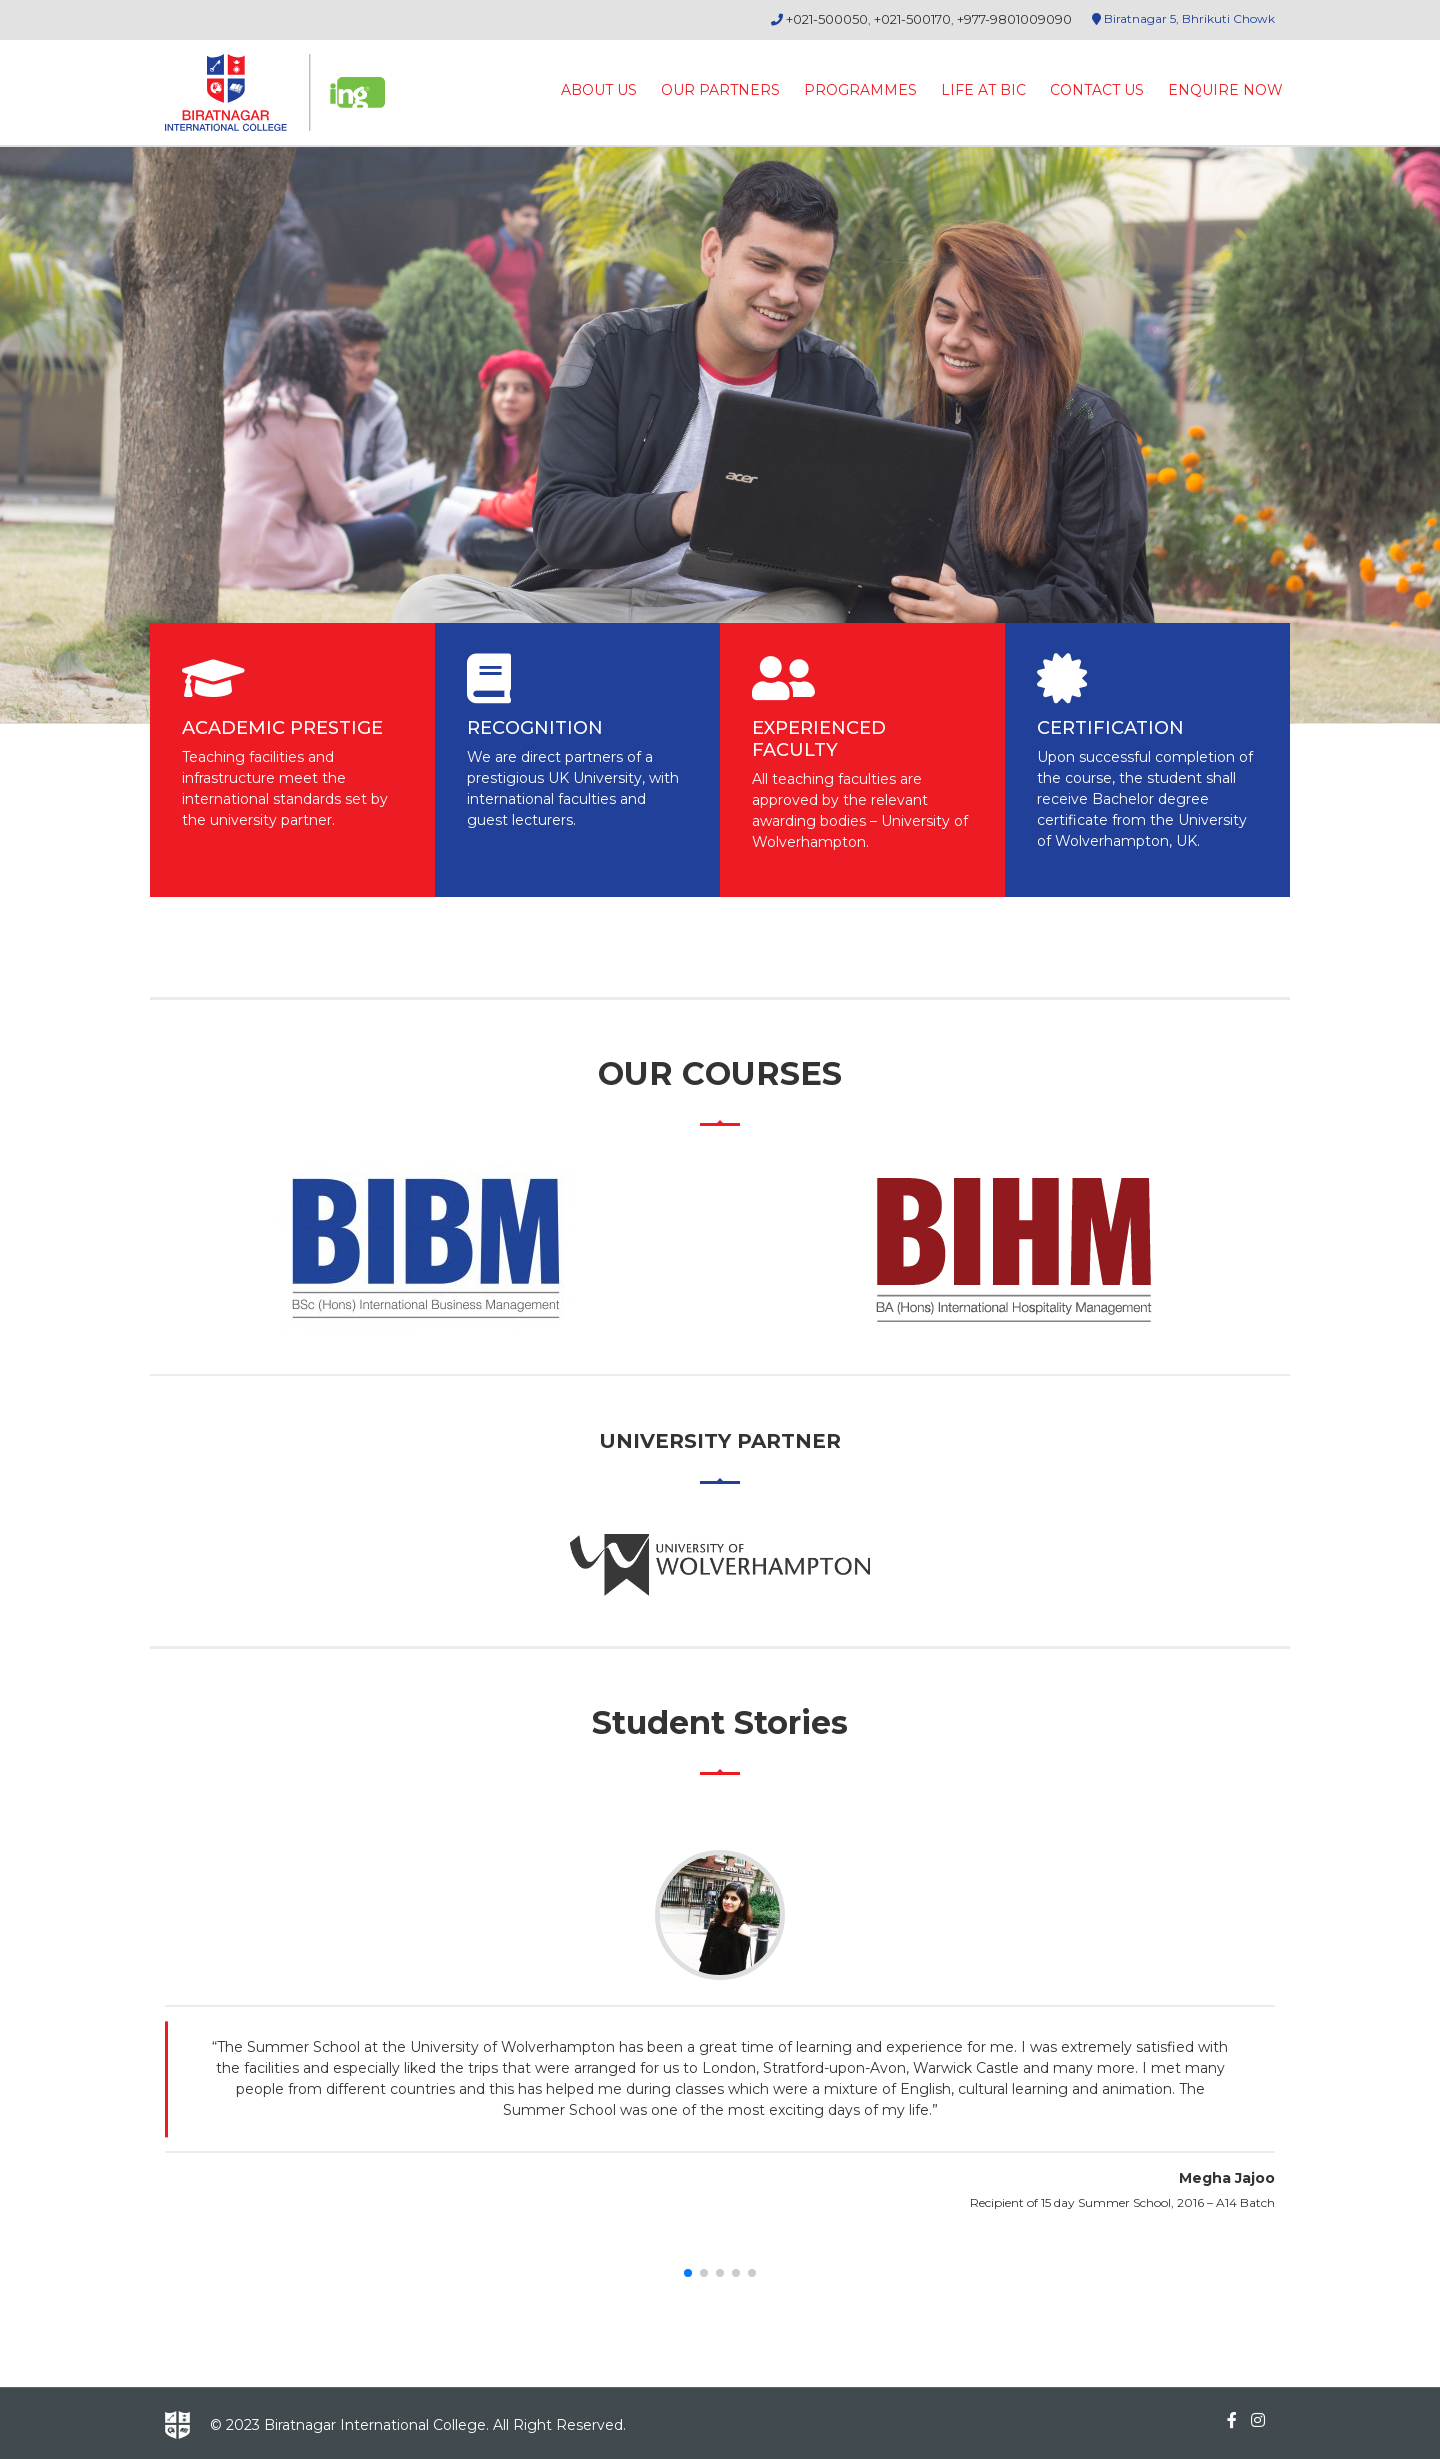 +021-500050, +021-500170, +977-9801009090 Biratnagar 5, Bhrikuti Chowk
BIRATNAGAR
INTERNATIONAL COLLEGE
ing
ABOUT US OUR PARTNERS PROGRAMMES LIFE AT BIC CONTACT US ENQUIRE NOW
acer
ACADEMIC PRESTIGE
Teaching facilities and
infrastructure meet the
international standards set by
the university partner.
RECOGNITION
We are direct partners of a
prestigious UK University, with
international faculties and
guest lecturers.
EXPERIENCED
FACULTY
All teaching faculties are
approved by the relevant
awarding bodies – University of
Wolverhampton.
CERTIFICATION
Upon successful completion of
the course, the student shall
receive Bachelor degree
certificate from the University
of Wolverhampton, UK.
OUR COURSES
BIBM
BSc (Hons) International Business Management
BIHM
BA (Hons) International Hospitality Management
UNIVERSITY PARTNER
UNIVERSITY OF
WOLVERHAMPTON
Student Stories
“The Summer School at the University of Wolverhampton has been a great time of learning and experience for me. I was extremely satisfied with
the facilities and especially liked the trips that were arranged for us to London, Stratford-upon-Avon, Warwick Castle and many more. I met many
people from different countries and this has helped me during classes which were a mixture of English, cultural learning and animation. The
Summer School was one of the most exciting days of my life.”
Megha Jajoo
Recipient of 15 day Summer School, 2016 – A14 Batch
© 2023 Biratnagar International College. All Right Reserved.